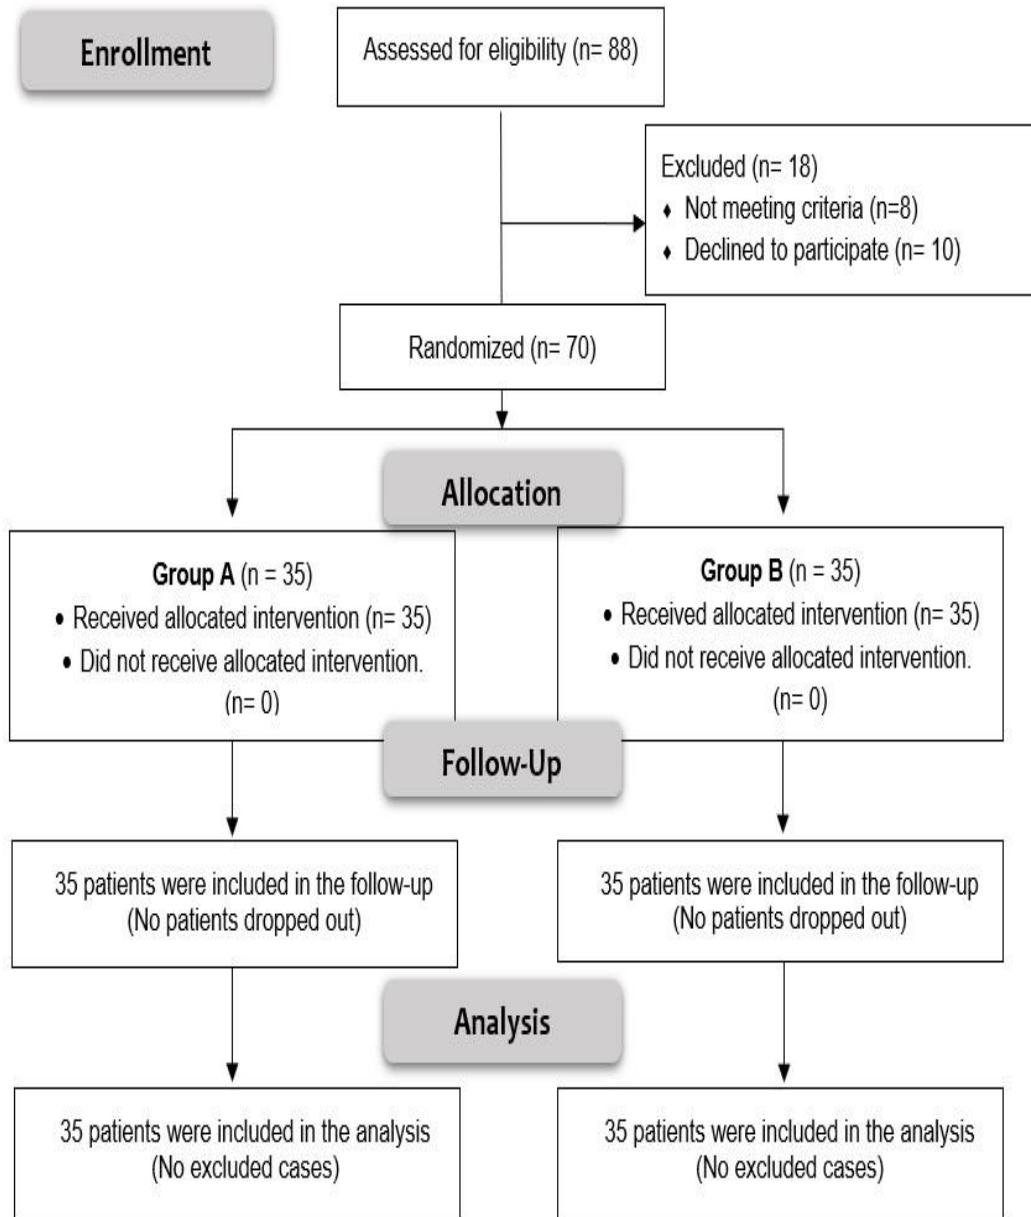 Enrollment
Assessed for eligibility (n= 88)
Excluded (n= 18)
♦ Not meeting criteria (n=8)
♦ Declined to participate (n= 10)
Randomized (n= 70)
Allocation
Group A (n = 35)
• Received allocated intervention (n= 35)
• Did not receive allocated intervention.
(n= 0)
Group B (n = 35)
• Received allocated intervention (n= 35)
• Did not receive allocated intervention.
(n= 0)
Follow-Up
35 patients were included in the follow-up
(No patients dropped out)
35 patients were included in the follow-up
(No patients dropped out)
Analysis
35 patients were included in the analysis
(No excluded cases)
35 patients were included in the analysis
(No excluded cases)